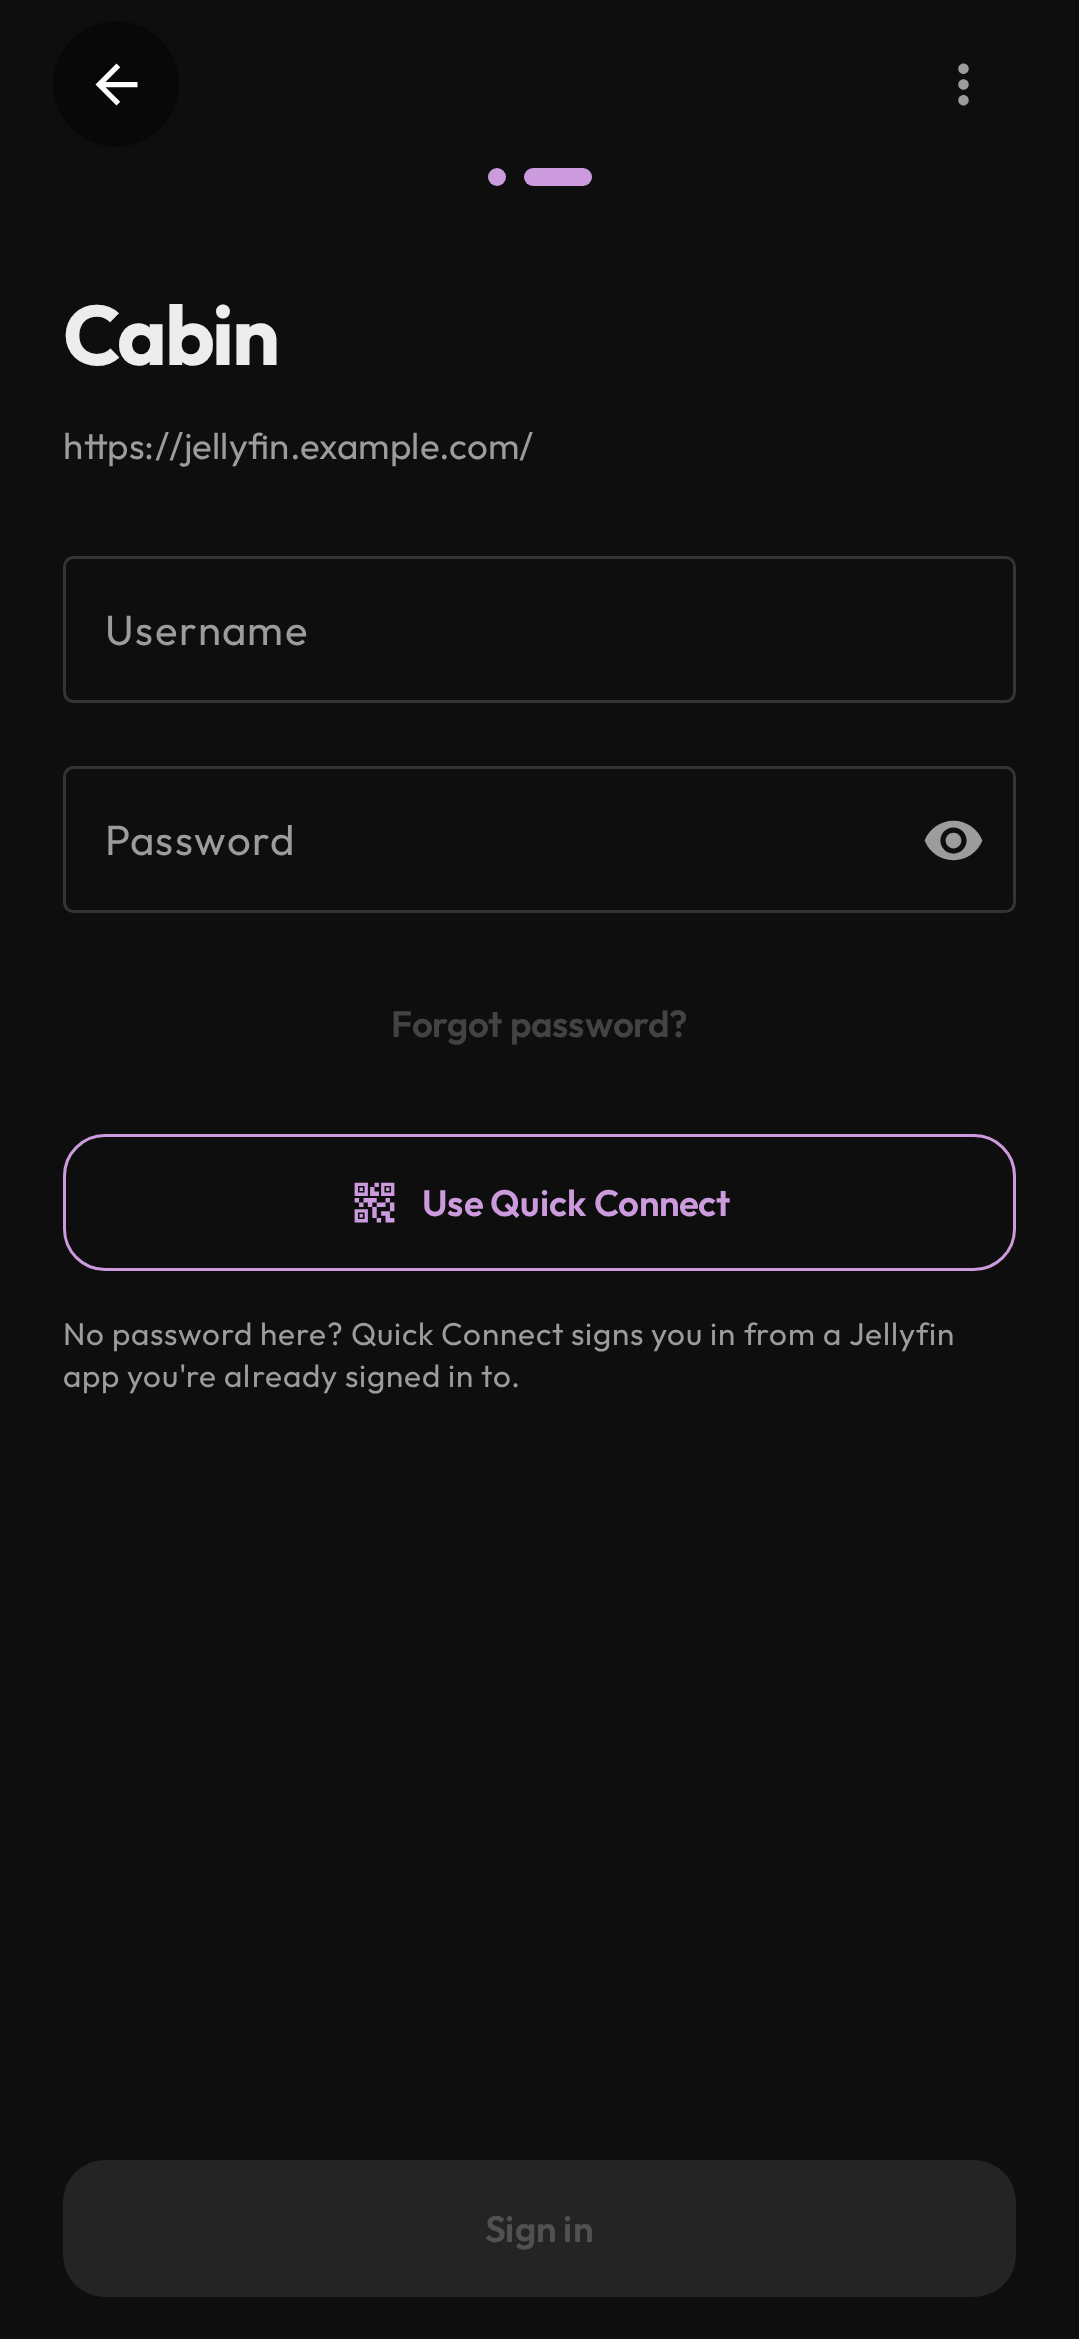 Cabin
https://jellyfin.example.com/
Username
Password
Forgot password?
Use Quick Connect
No password here? Quick Connect signs you in from a Jellyfin
app you're already signed in to.
Sign in